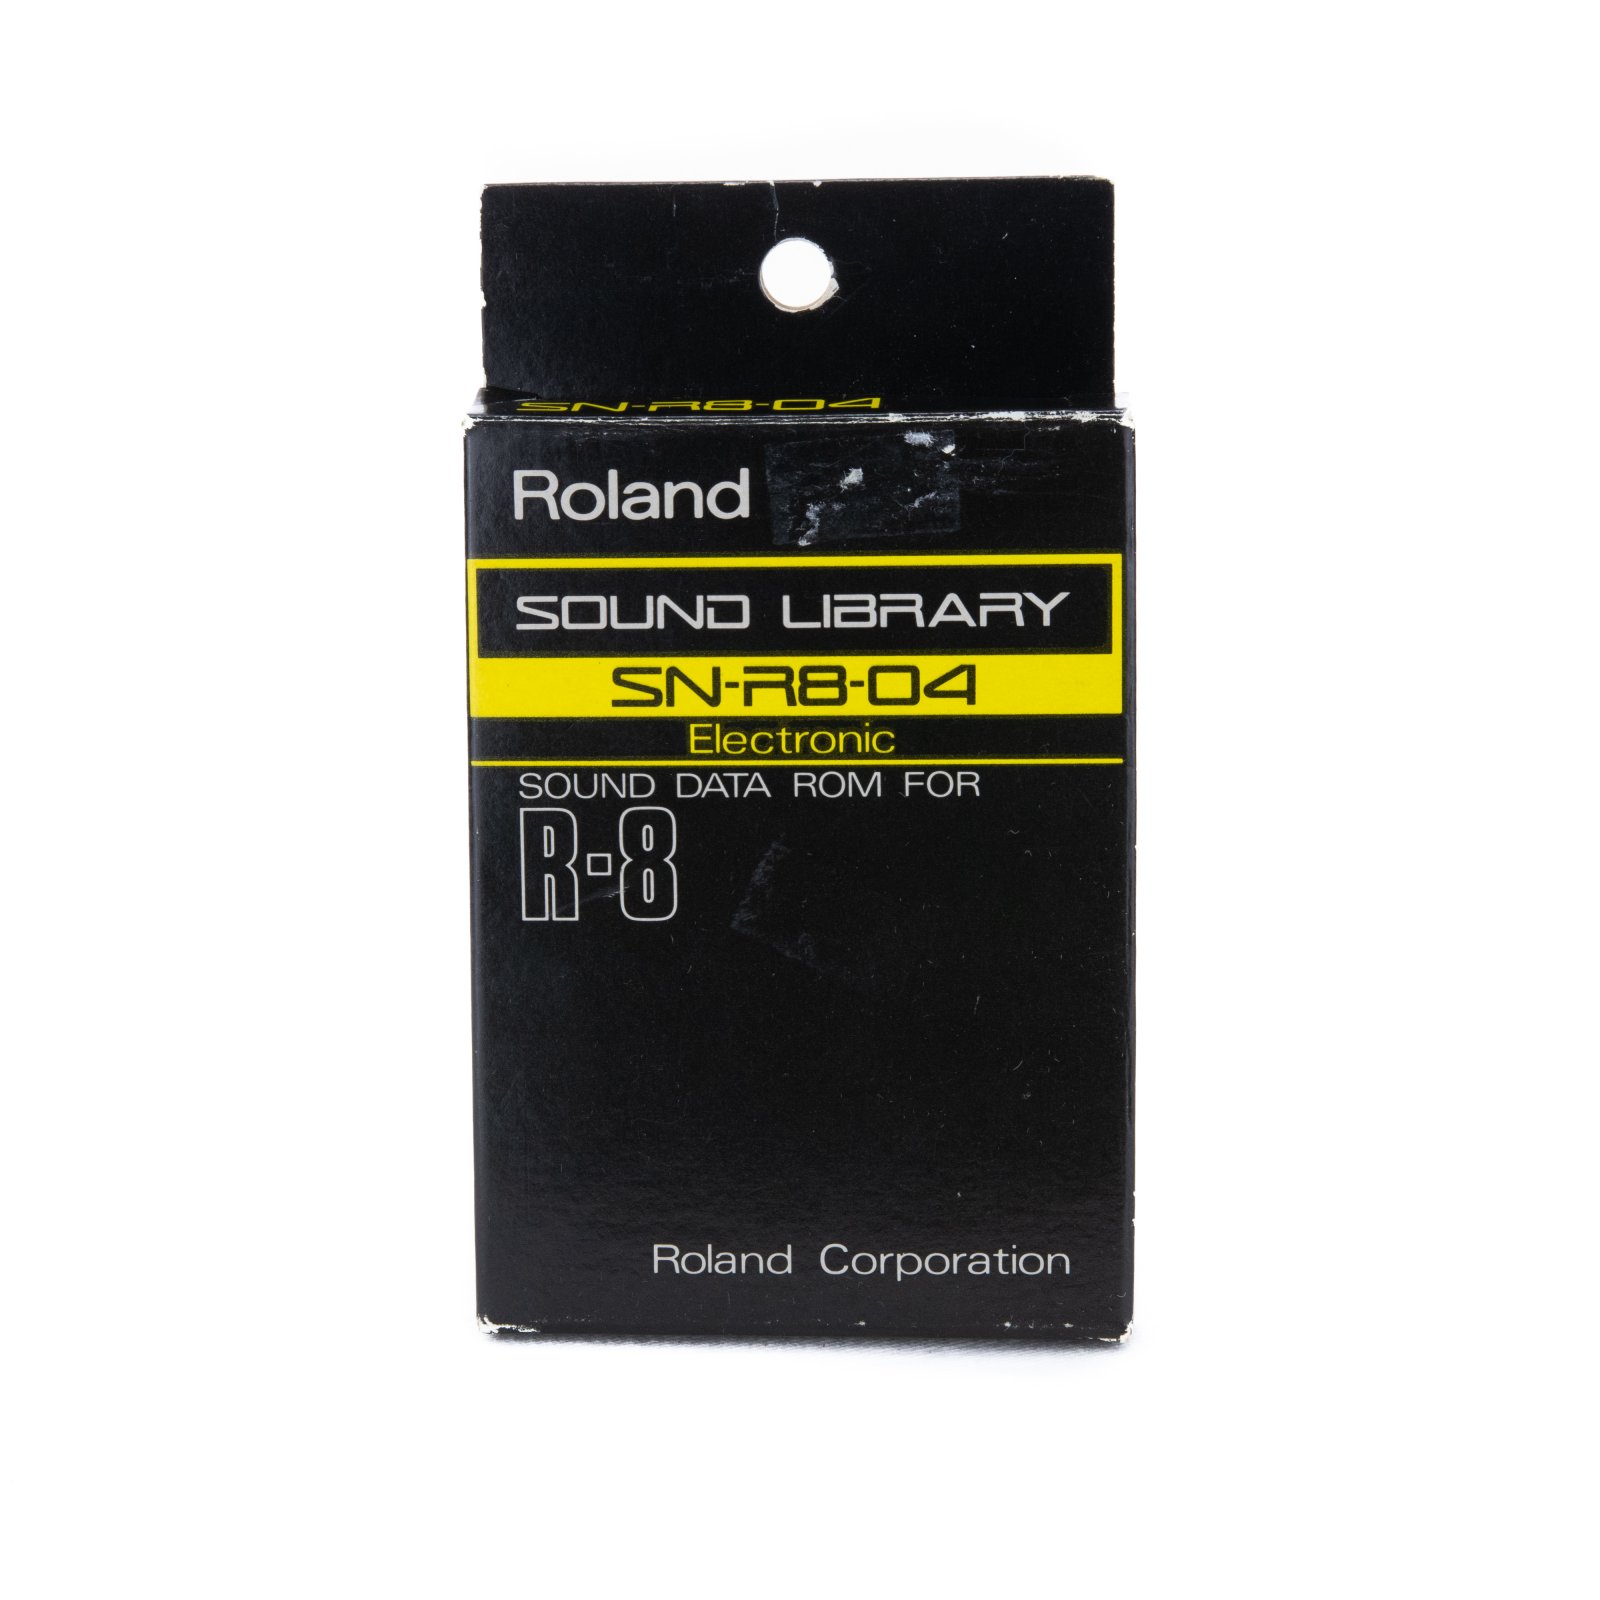 SN-R8-04
Roland
SOUND LIBRARY
SN-R8-04
Electronic
SOUND DATA ROM FOR
R-8
Roland Corporation